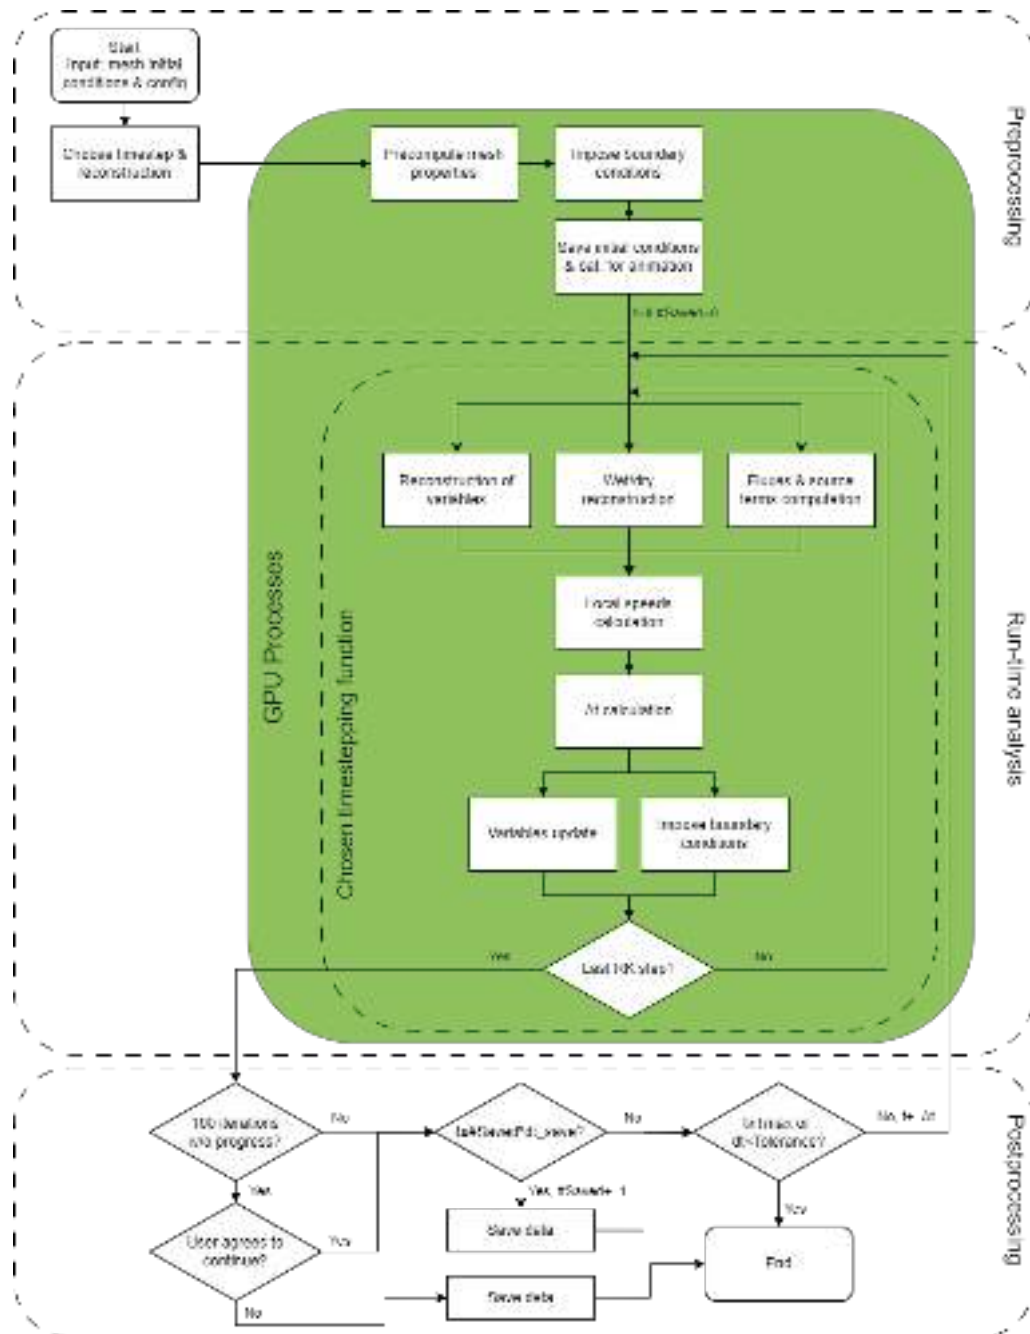 Start
Input: mesh initial
conditions & config
Choose timestep &
reconstruction
Precompute mesh
properties
Impose boundary
conditions
Save initial conditions
for animation
Preprocessing
Reconstruction of
variables
Wet/dry
reconstruction
Fluxes & source
terms computation
Local speeds
calculation
Δt calculation
Variables update
Impose boundary
conditions
Last RK step?
Yes
No
GPU Processes
Chosen timestepping function
Run-time analysis
100 iterations
w/o progress?
No
Yes
User agrees to
continue?
Yes
No
No
Yes, #Saved+
Save data
Save data
dt<Tolerance?
No,
Yes
End
Postprocessing